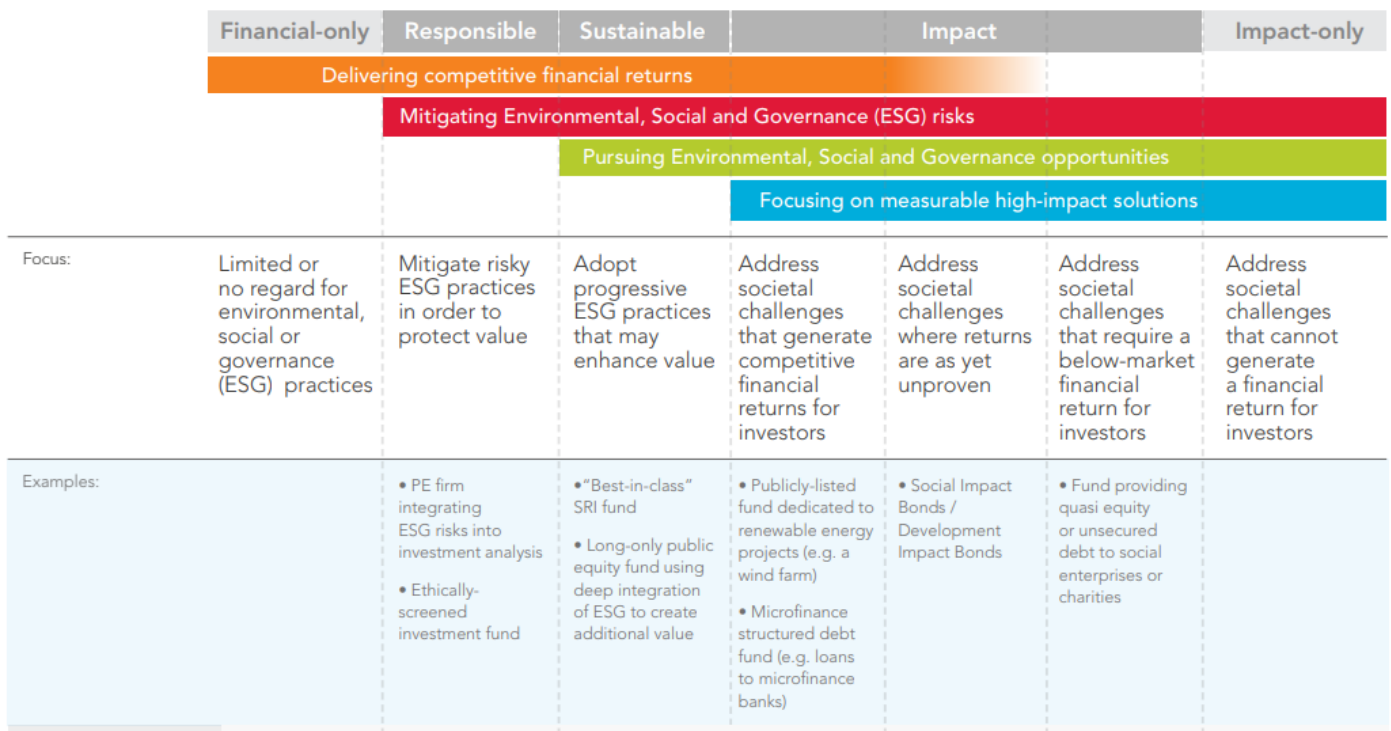 Financial-only
Responsible
Sustainable
Impact
Impact-only
Delivering competitive financial returns
Mitigating Environmental, Social and Governance (ESG) risks
Pursuing Environmental, Social and Governance opportunities
Focusing on measurable high-impact solutions
Focus:
Limited or
no regard for
environmental,
social or
governance
(ESG) practices
Mitigate risky
ESG practices
in order to
protect value
Adopt
progressive
ESG practices
that may
enhance value
Address
societal
challenges
that generate
competitive
financial
returns for
investors
Address
societal
challenges
where returns
are as yet
unproven
Address
societal
challenges
that require a
below-market
financial
return for
investors
Address
societal
challenges
that cannot
generate
a financial
return for
investors
Examples:
• PE firm
integrating
ESG risks into
investment analysis
• Ethically-
screened
investment fund
•“Best-in-class”
SRI fund
• Long-only public
equity fund using
deep integration
of ESG to create
additional value
• Publicly-listed
fund dedicated to
renewable energy
projects (e.g. a
wind farm)
• Microfinance
structured debt
fund (e.g. loans
to microfinance
banks)
• Social Impact
Bonds /
Development
Impact Bonds
• Fund providing
quasi equity
or unsecured
debt to social
enterprises or
charities